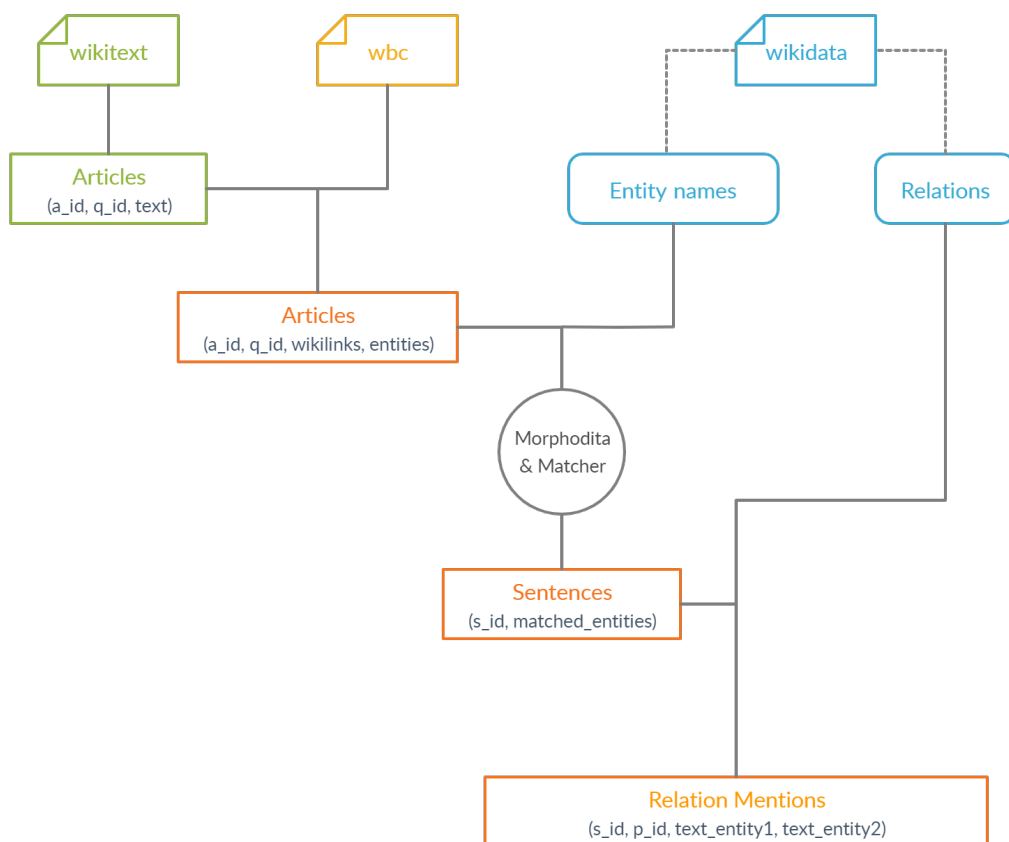 wikitext
wbc
wikidata
Articles
(a_id, q_id, text)
Entity names
Relations
Articles
(a_id, q_id, wikilinks, entities)
Morphodita
& Matcher
Sentences
(s_id, matched_entities)
Relation Mentions
(s_id, p_id, text_entity1, text_entity2)